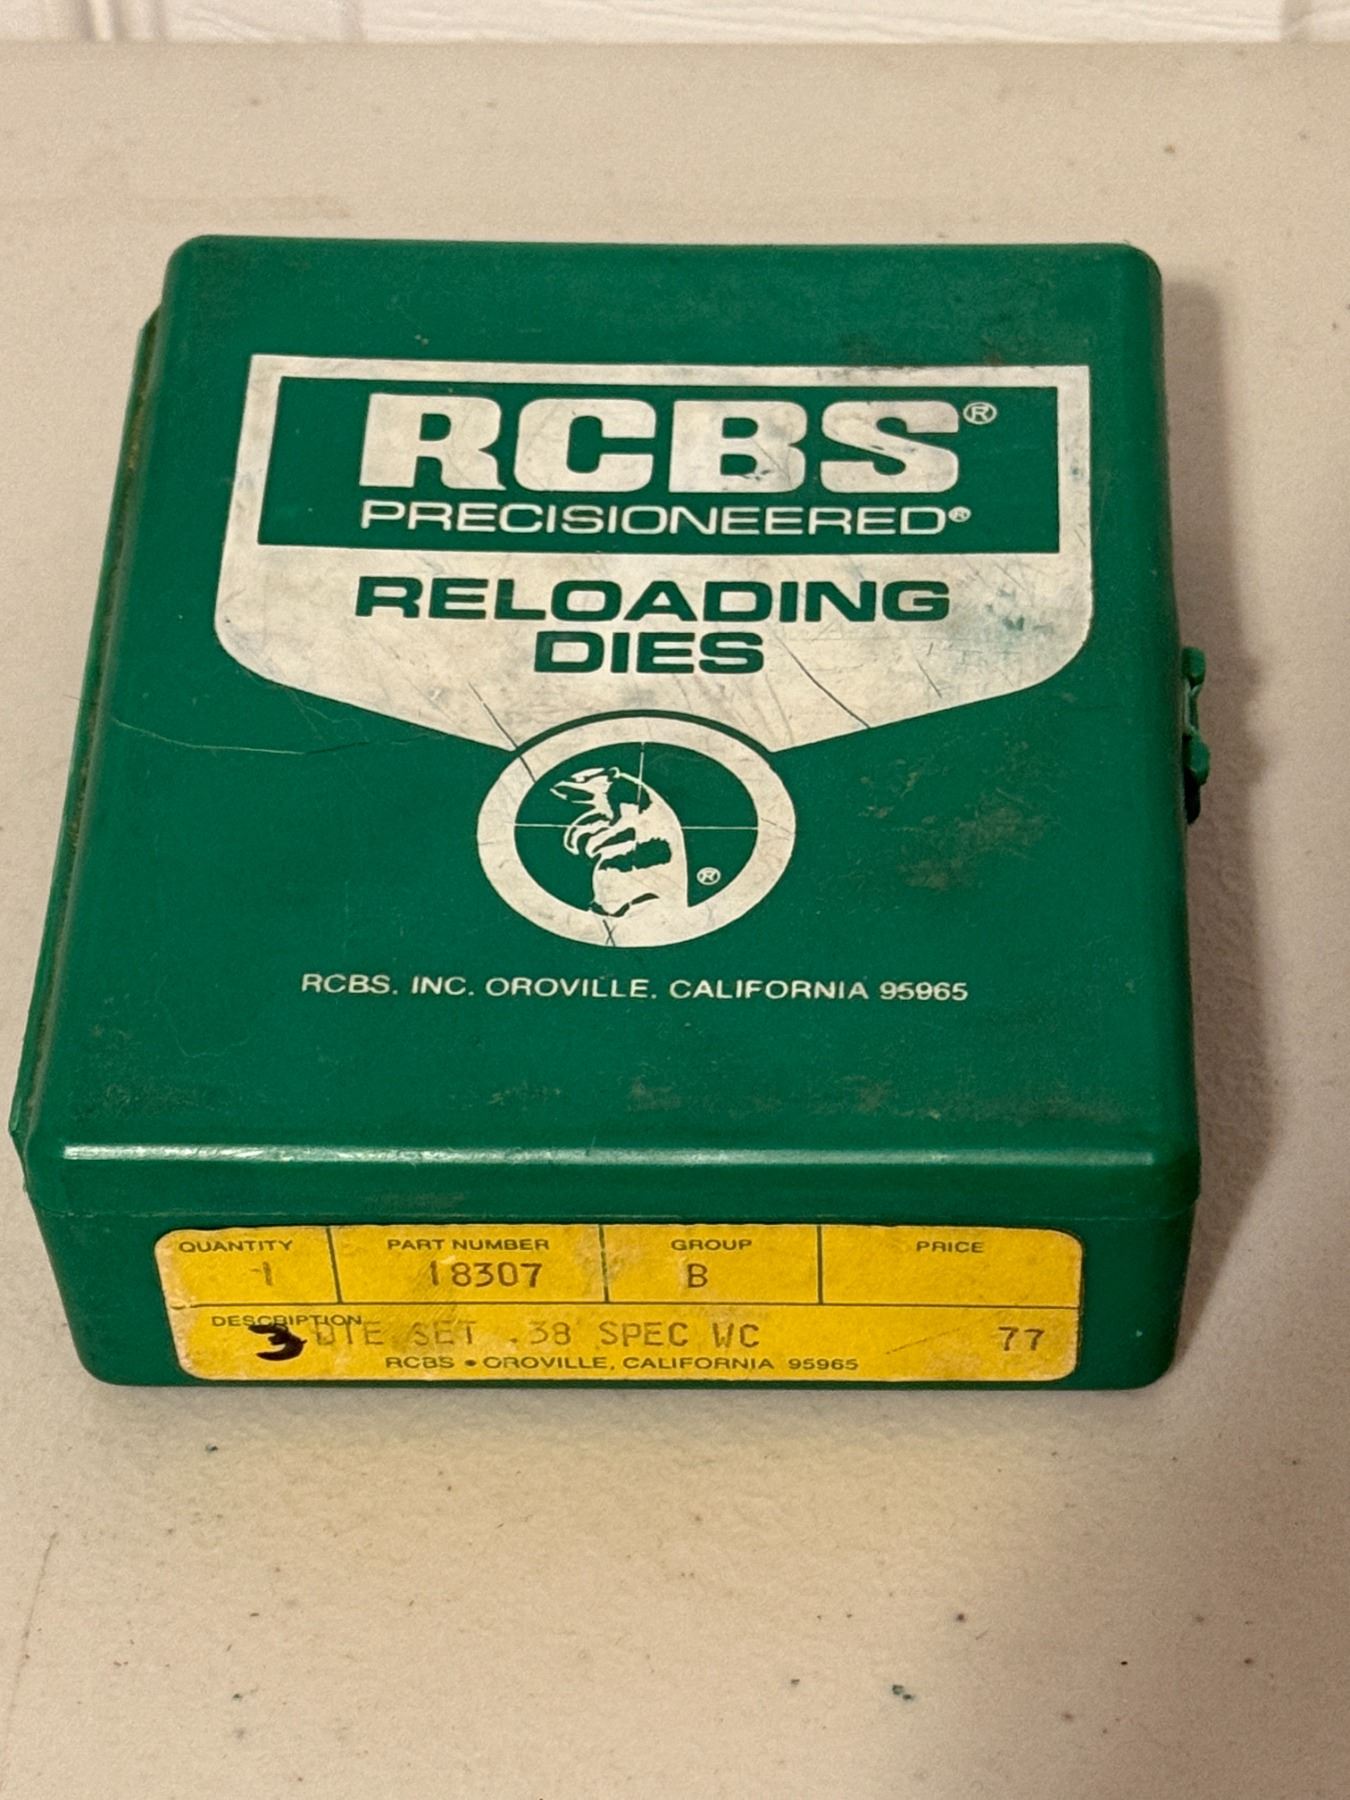 RCBS®
PRECISIONEERED®
RELOADING
DIES
®
RCBS. INC. OROVILLE, CALIFORNIA 95965
QUANTITY PART NUMBER GROUP PRICE
1 18307 B
DESCRIPTION
3 DIE SET .38 SPEC WC 77
RCBS • OROVILLE, CALIFORNIA 95965